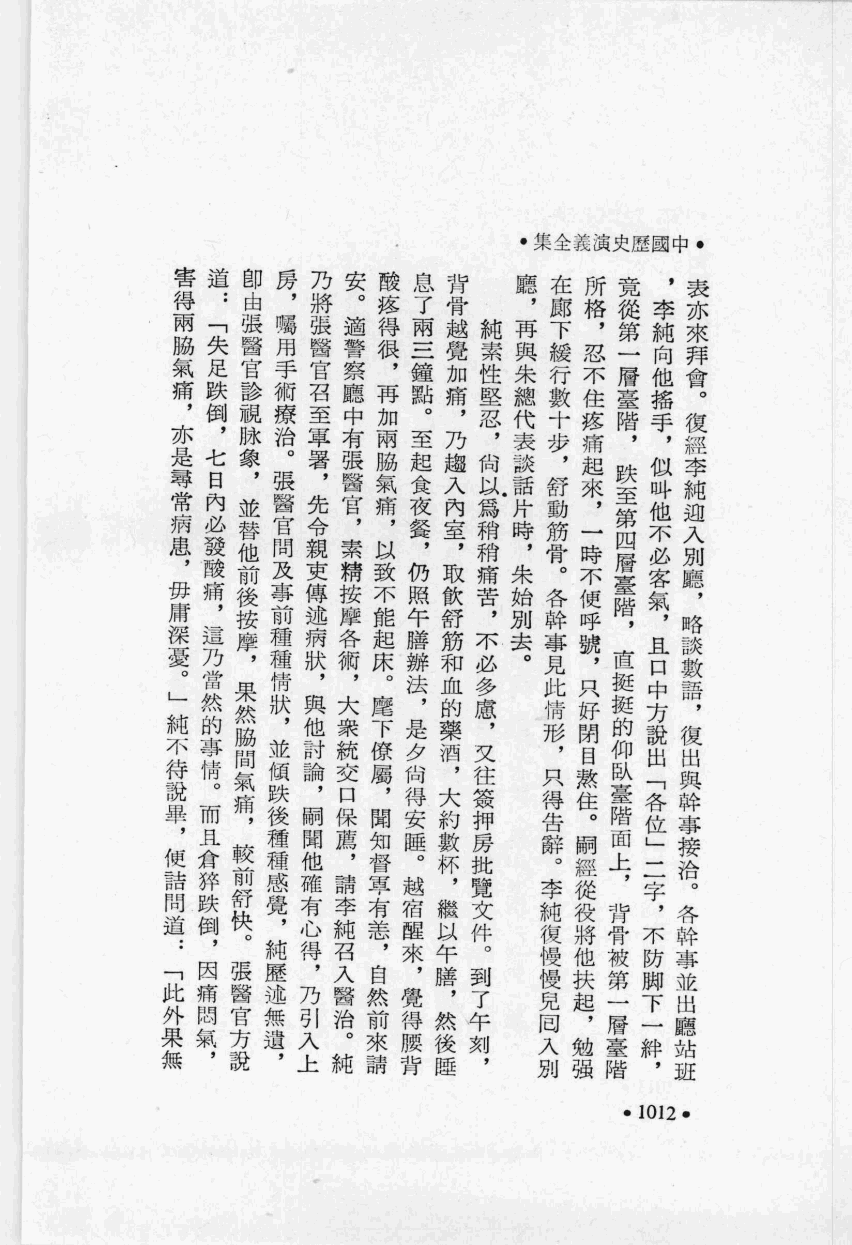 •中國歷史演義全集•
表亦來拜會。復經李純迎入別廳，略談數語，復出與幹事接洽。各幹事並出廳站班
，李純向他搖手，似叫他不必客氣，且口中方說出「各位」二字，不防脚下一絆，
竟從第一層臺階，跌至第四層臺階，直挺挺的仰臥臺階面上，背骨被第一層臺階
所格，忍不住疼痛起來，一時不便呼號，只好閉目熬住。嗣經從役將他扶起，勉强
在廊下緩行數十步，舒動筋骨。各幹事見此情形，只得告辭。李純復慢慢兒囘入別
廳，再與朱總代表談話片時，朱始別去。
純素性堅忍，尙以爲稍稍痛苦，不必多慮，又往簽押房批覽文件。到了午刻，
背骨越覺加痛，乃趨入內室，取飲舒筋和血的藥酒，大約數杯，繼以午膳，然後睡
息了兩三鐘點。至起食夜餐，仍照午膳辦法，是夕尙得安睡。越宿醒來，覺得腰背
酸疼得很，再加兩脇氣痛，以致不能起床。麾下僚屬，聞知督軍有恙，自然前來請
安。適警察廳中有張醫官，素精按摩各術，大衆統交口保薦，請李純召入醫治。純
乃將張醫官召至軍署，先令親吏傳述病狀，與他討論，嗣聞他確有心得，乃引入上
房，囑用手術療治。張醫官問及事前種種情狀，並傾跌後種種感覺，純歷述無遺，
卽由張醫官診視脉象，並替他前後按摩，果然脇間氣痛，較前舒快。張醫官方說
道：「失足跌倒，七日內必發酸痛，這乃當然的事情。而且倉猝跌倒，因痛悶氣，
害得兩脇氣痛，亦是尋常病患，毋庸深憂。」純不待說畢，便詰問道：「此外果無
•1012•